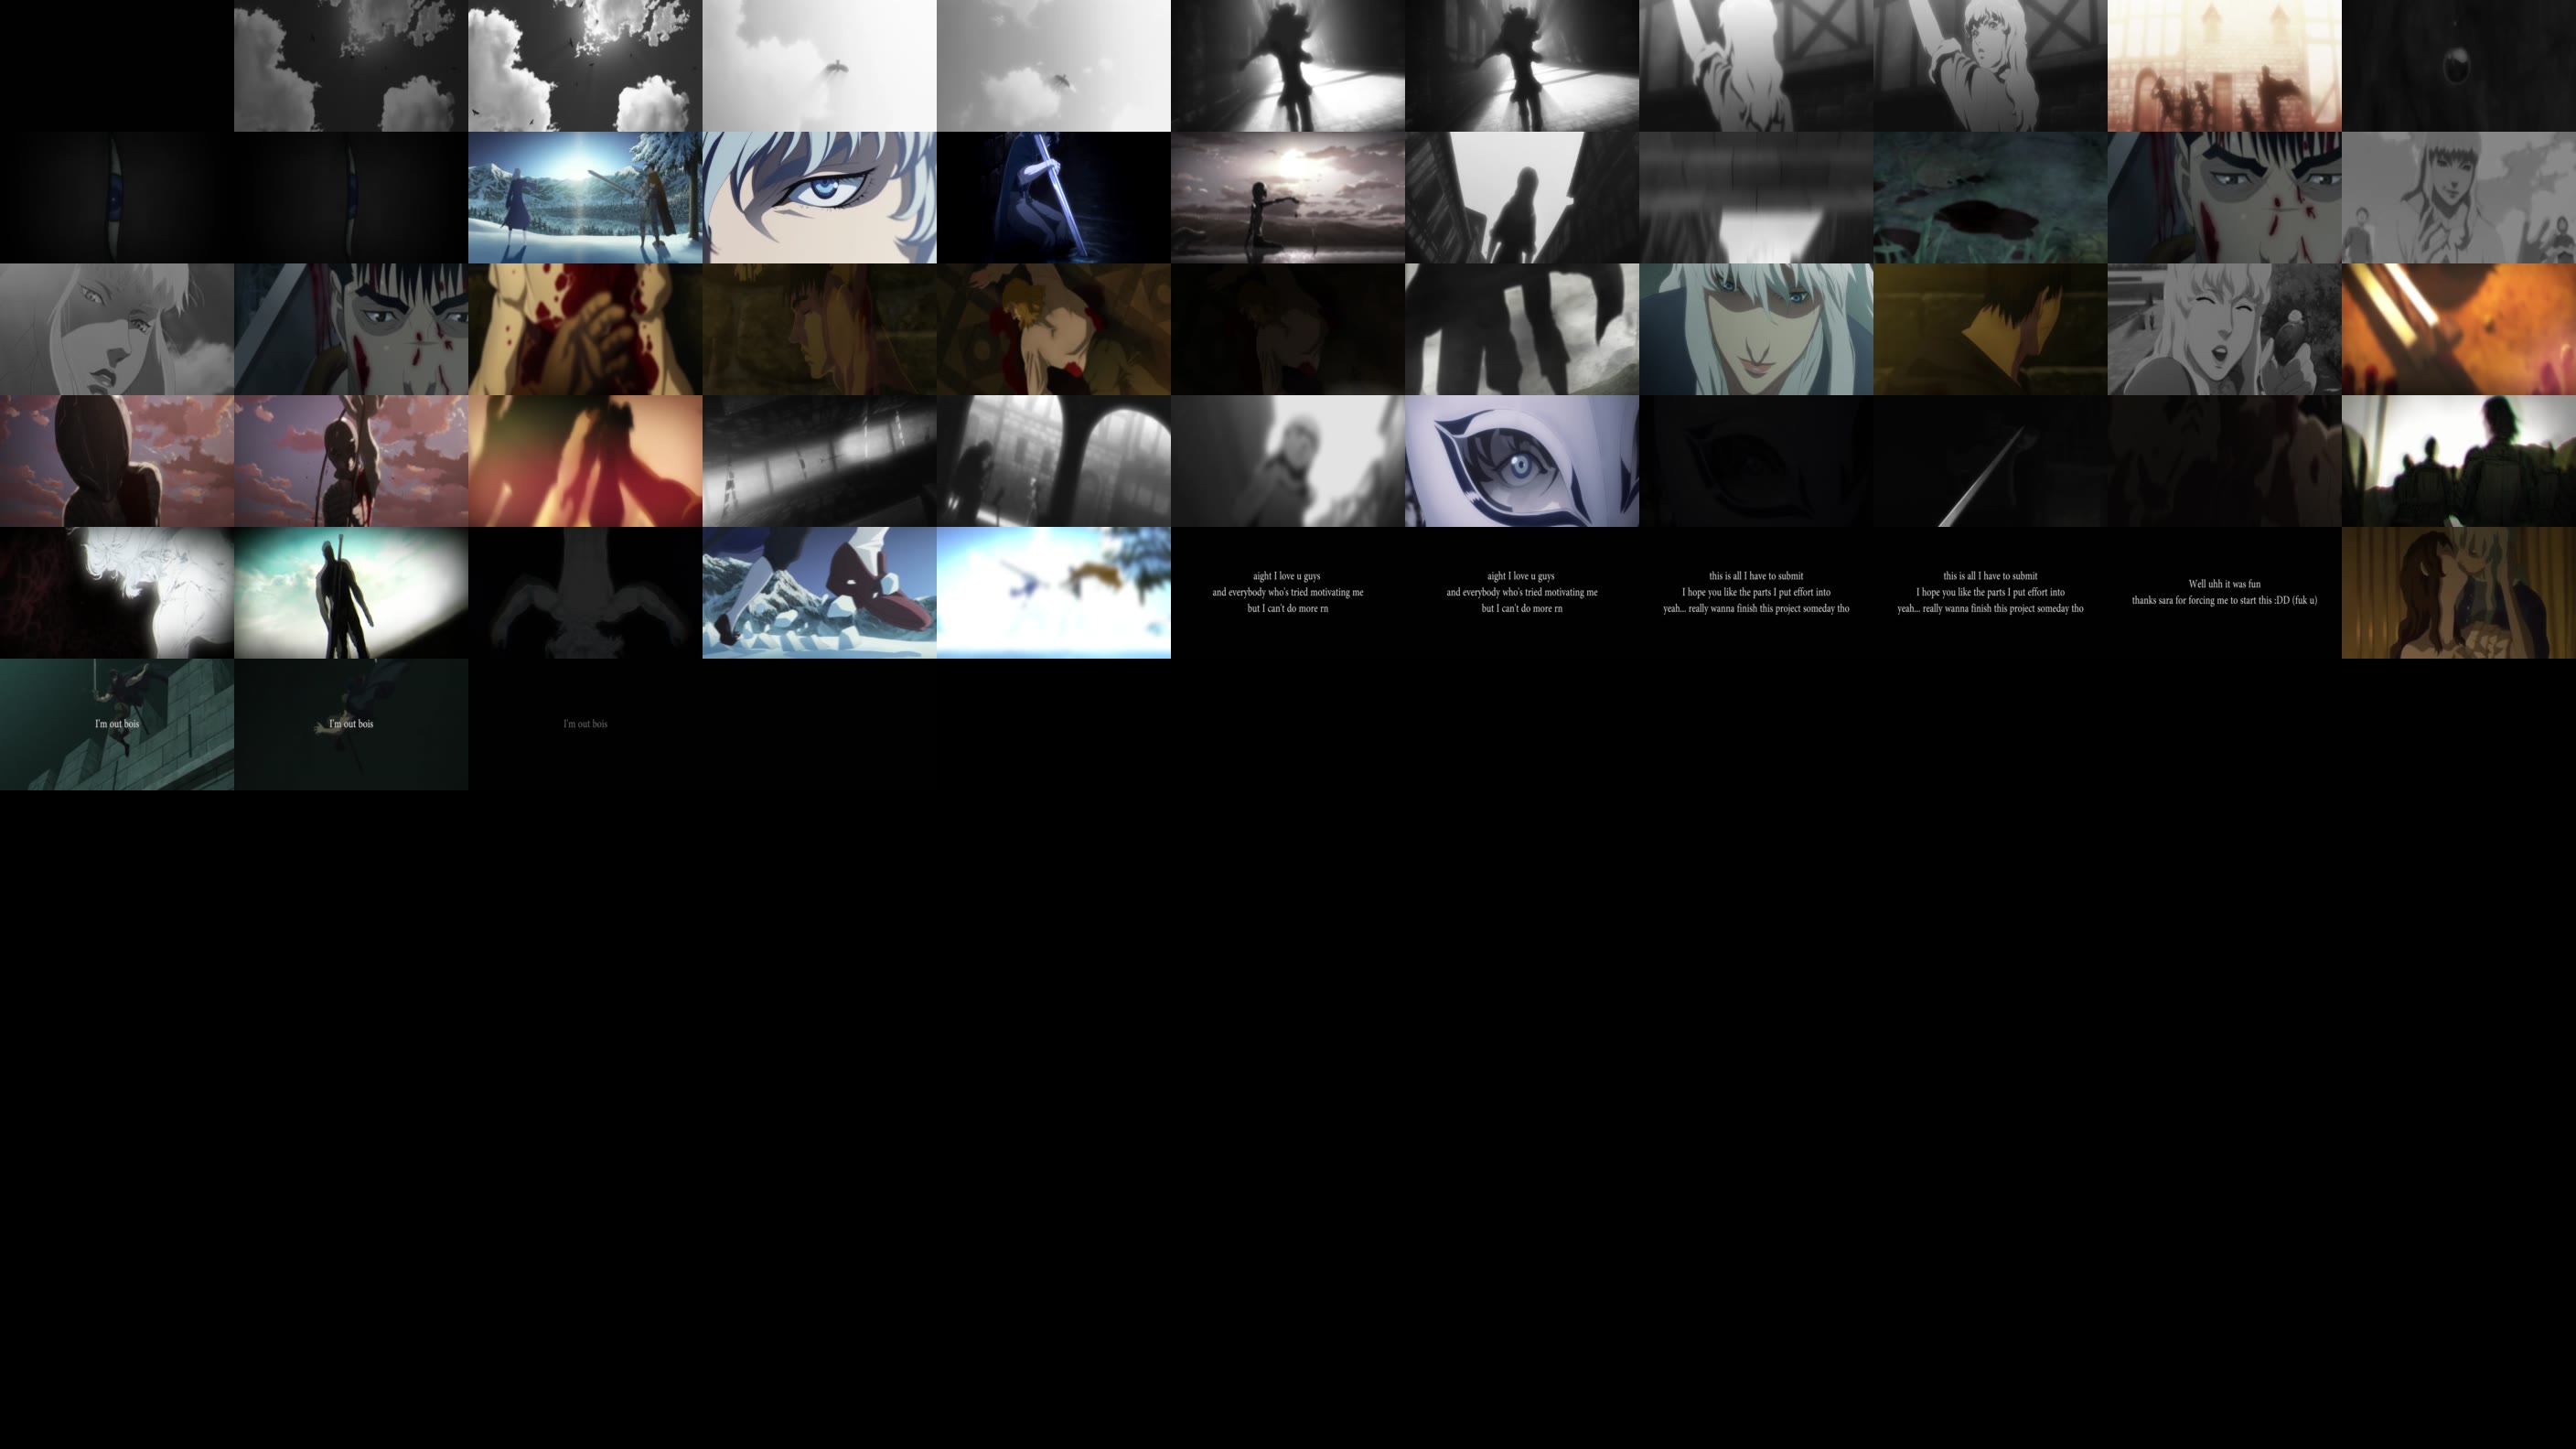 aight I love u guys
and everybody who's tried motivating me
but I can't do more rn
aight I love u guys
and everybody who's tried motivating me
but I can't do more rn
this is all I have to submit
I hope you like the parts I put effort into
yeah... really wanna finish this project someday tho
this is all I have to submit
I hope you like the parts I put effort into
yeah... really wanna finish this project someday tho
Well uhh it was fun
thanks sara for forcing me to start this :DD (fuk u)
I'm out bois
I'm out bois
I'm out bois